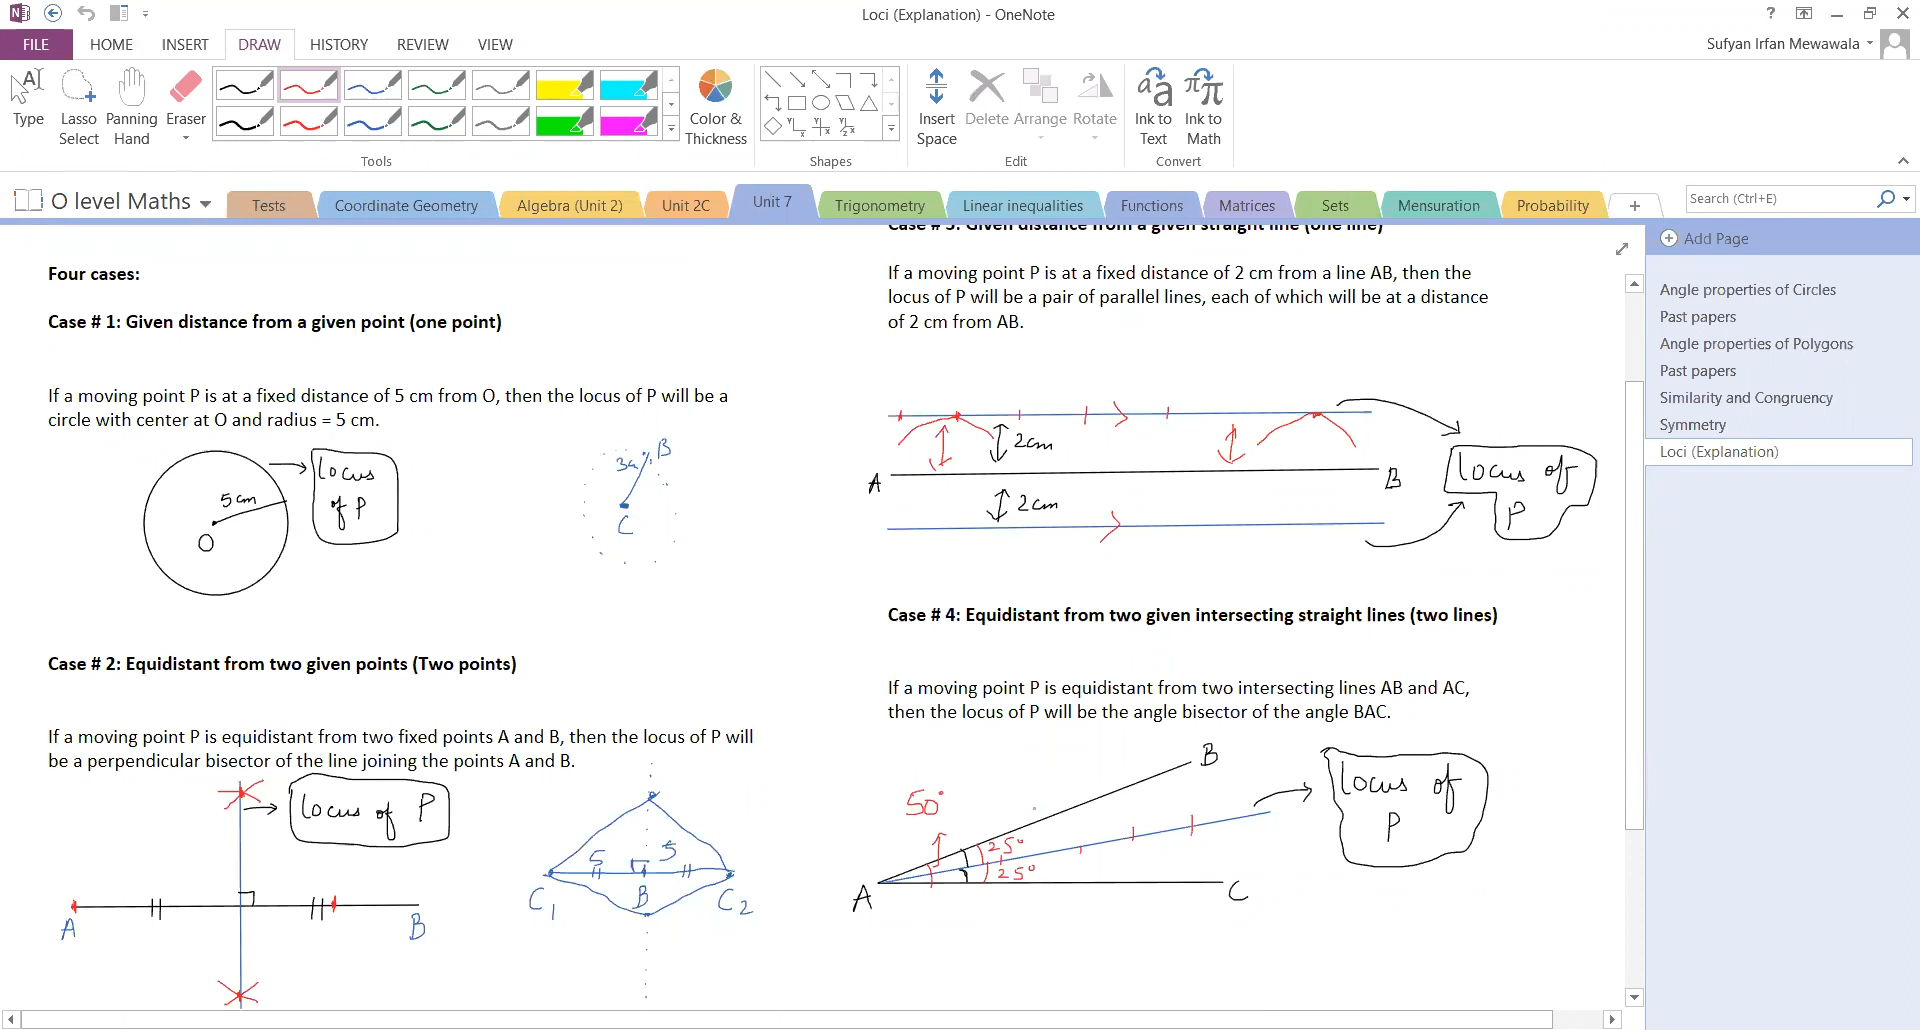 Loci (Explanation) - OneNote
FILE HOME INSERT DRAW HISTORY REVIEW VIEW
Sufyan Irfan Mewawala
Type
Lasso Select
Panning Hand
Eraser
Color & Thickness
Insert Space
Delete
Arrange
Rotate
Ink to Text
Ink to Math
Tools
Shapes
Edit
Convert
O level Maths
Tests
Coordinate Geometry
Algebra (Unit 2)
Unit 2C
Unit 7
Trigonometry
Linear inequalities
Functions
Matrices
Sets
Mensuration
Probability
Search (Ctrl+E)
Four cases:
Case # 1: Given distance from a given point (one point)
If a moving point P is at a fixed distance of 5 cm from O, then the locus of P will be a
circle with center at O and radius = 5 cm.
5cm
O
Locus
of P
B
C
Case # 2: Equidistant from two given points (Two points)
If a moving point P is equidistant from two fixed points A and B, then the locus of P will
be a perpendicular bisector of the line joining the points A and B.
Locus of P
A
B
5 5
C1 B C2
Case # 3: Given distance from a given straight line (one line)
If a moving point P is at a fixed distance of 2 cm from a line AB, then the
locus of P will be a pair of parallel lines, each of which will be at a distance
of 2 cm from AB.
2cm
A B
2cm
Locus of
P
Case # 4: Equidistant from two given intersecting straight lines (two lines)
If a moving point P is equidistant from two intersecting lines AB and AC,
then the locus of P will be the angle bisector of the angle BAC.
B
50°
25°
25°
A C
Locus of
P
Add Page
Angle properties of Circles
Past papers
Angle properties of Polygons
Past papers
Similarity and Congruency
Symmetry
Loci (Explanation)